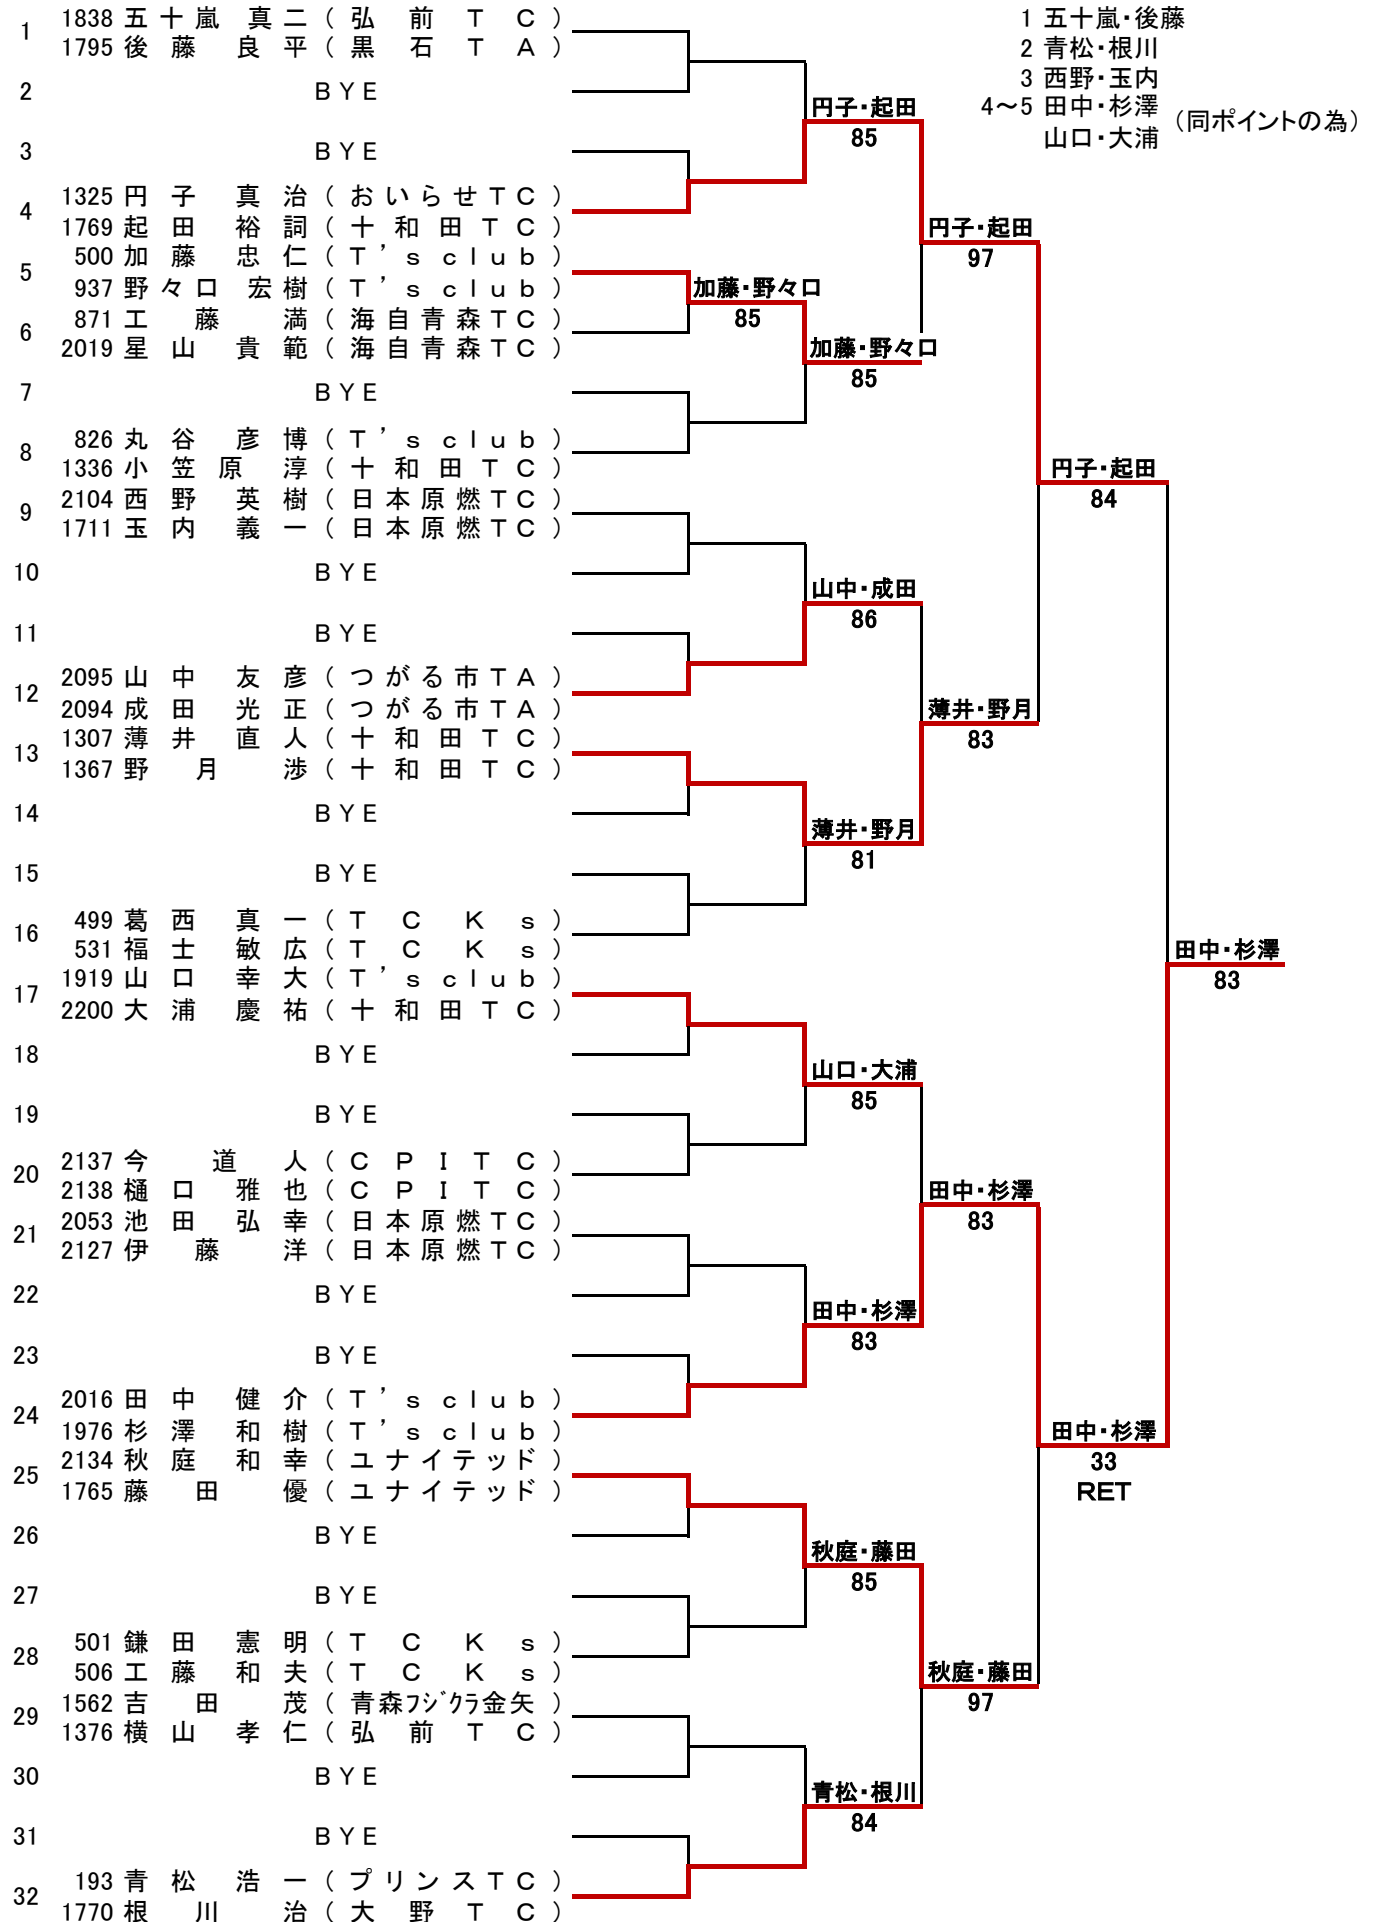 1 五十嵐・後藤
2 青松・根川
3 西野・玉内
4～5 田中・杉澤 (同ポイントの為)
山口・大浦
1 1838 五十嵐 真二 (弘前TC)
1795 後藤 良平 (黒石TA)
2 BYE
3 BYE
4 1325 円子 真治 (おいらせTC)
1769 起田 裕詞 (十和田TC)
5 500 加藤 忠仁 (T's club)
937 野々口 宏樹 (T's club)
6 871 工藤 満 (海自青森TC)
2019 星山 貴範 (海自青森TC)
7 BYE
8 826 丸谷 彦博 (T's club)
1336 小笠原 淳 (十和田TC)
9 2104 西野 英樹 (日本原燃TC)
1711 玉内 義一 (日本原燃TC)
10 BYE
11 BYE
12 2095 山中 友彦 (つがる市TA)
2094 成田 光正 (つがる市TA)
13 1307 薄井 直人 (十和田TC)
1367 野月 渉 (十和田TC)
14 BYE
15 BYE
16 499 葛西 真一 (TCKs)
531 福士 敏広 (TCKs)
17 1919 山口 幸大 (T's club)
2200 大浦 慶祐 (十和田TC)
18 BYE
19 BYE
20 2137 今 道人 (CPITC)
2138 樋口 雅也 (CPITC)
21 2053 池田 弘幸 (日本原燃TC)
2127 伊藤 洋 (日本原燃TC)
22 BYE
23 BYE
24 2016 田中 健介 (T's club)
1976 杉澤 和樹 (T's club)
25 2134 秋庭 和幸 (ユナイテッド)
1765 藤田 優 (ユナイテッド)
26 BYE
27 BYE
28 501 鎌田 憲明 (TCKs)
506 工藤 和夫 (TCKs)
29 1562 吉田 茂 (青森フジクラ金矢)
1376 横山 孝仁 (弘前TC)
30 BYE
31 BYE
32 193 青松 浩一 (プリンスTC)
1770 根川 治 (大野TC)
加藤・野々口
85
円子・起田
85
加藤・野々口
85
山中・成田
86
薄井・野月
81
山口・大浦
85
田中・杉澤
83
秋庭・藤田
85
青松・根川
84
円子・起田
97
薄井・野月
83
田中・杉澤
83
秋庭・藤田
97
円子・起田
84
田中・杉澤
33
RET
田中・杉澤
83